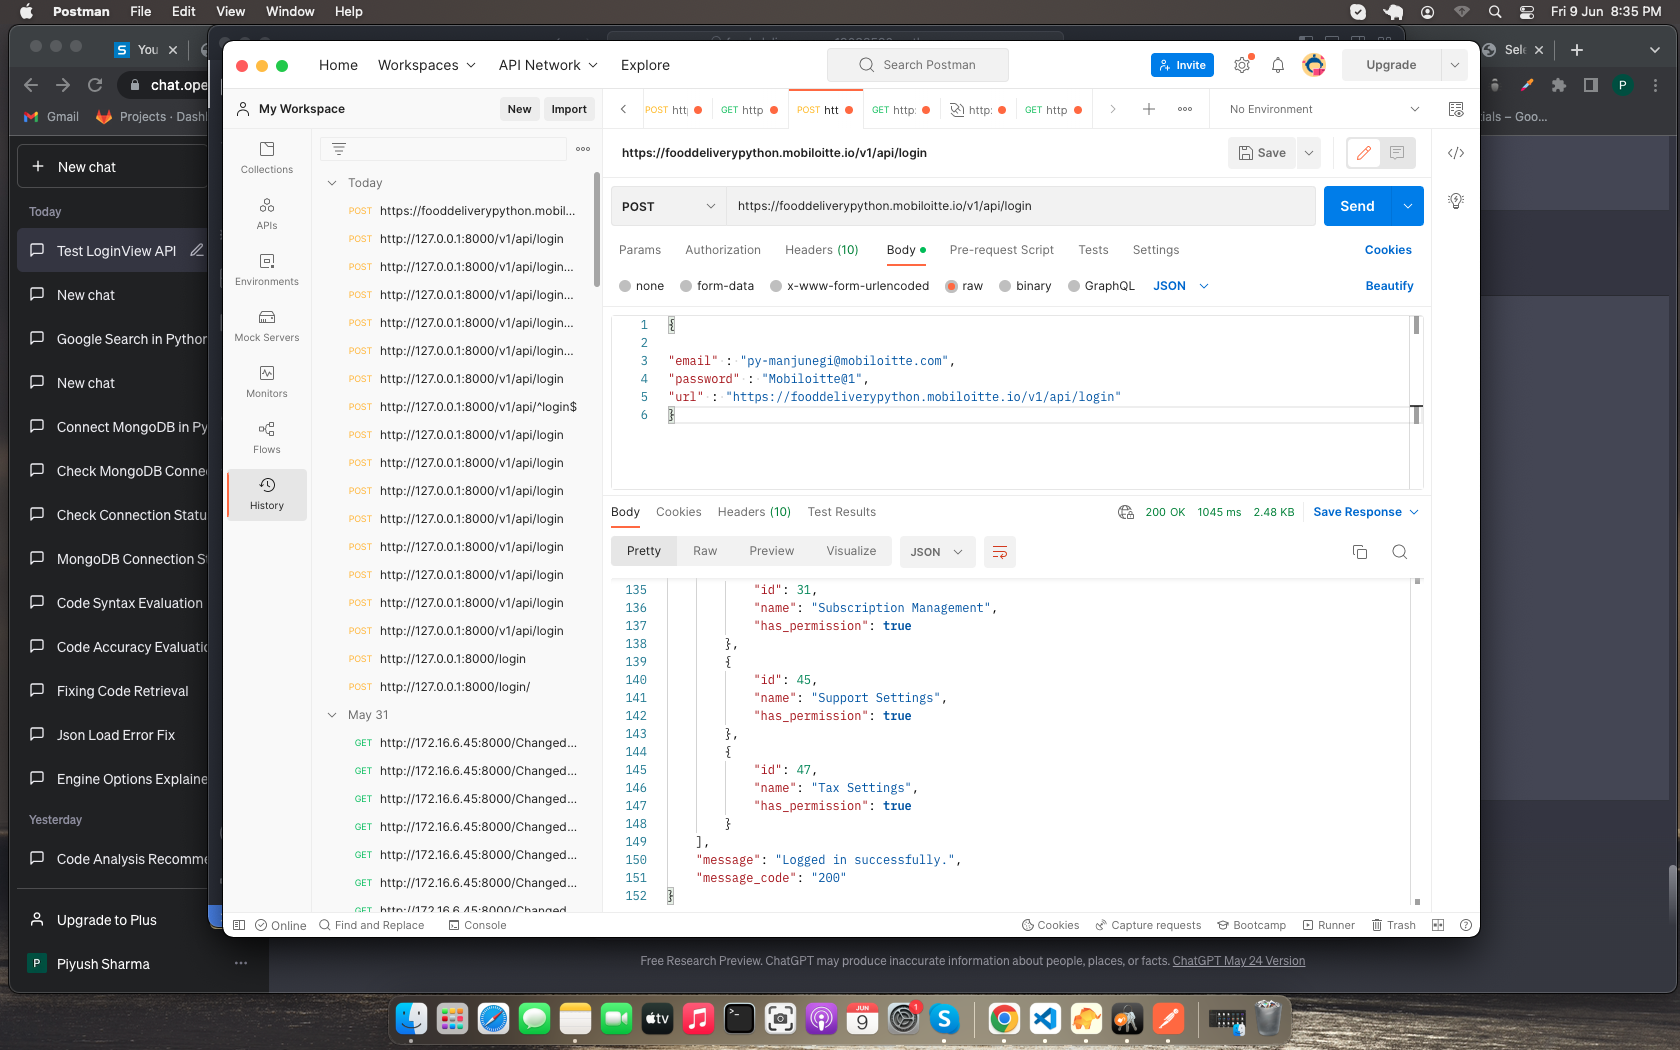 Postman File Edit View Window Help
Fri 9 Jun 8:35 PM
S You
Sele
chat.ope
P
Gmail
Projects · Dashl
ials – Goo...
New chat
Today
Test LoginView API
New chat
Google Search in Python
New chat
Connect MongoDB in Py
Check MongoDB Connec
Check Connection Statu
MongoDB Connection S
Code Syntax Evaluation
Code Accuracy Evaluatio
Fixing Code Retrieval
Json Load Error Fix
Engine Options Explaine
Yesterday
Code Analysis Recomme
Upgrade to Plus
P Piyush Sharma
Home Workspaces API Network Explore
Search Postman
Invite
Upgrade
My Workspace
New Import
POST http
GET http
POST htt
GET http:
http:
GET http
No Environment
Collections
APIs
Environments
Mock Servers
Monitors
Flows
History
Today
POST https://fooddeliverypython.mobil...
POST http://127.0.0.1:8000/v1/api/login
POST http://127.0.0.1:8000/v1/api/login...
POST http://127.0.0.1:8000/v1/api/login...
POST http://127.0.0.1:8000/v1/api/login...
POST http://127.0.0.1:8000/v1/api/login...
POST http://127.0.0.1:8000/v1/api/login
POST http://127.0.0.1:8000/v1/api/^login$
POST http://127.0.0.1:8000/v1/api/login
POST http://127.0.0.1:8000/v1/api/login
POST http://127.0.0.1:8000/v1/api/login
POST http://127.0.0.1:8000/v1/api/login
POST http://127.0.0.1:8000/v1/api/login
POST http://127.0.0.1:8000/v1/api/login
POST http://127.0.0.1:8000/v1/api/login
POST http://127.0.0.1:8000/v1/api/login
POST http://127.0.0.1:8000/login
POST http://127.0.0.1:8000/login/
May 31
GET http://172.16.6.45:8000/Changed...
GET http://172.16.6.45:8000/Changed...
GET http://172.16.6.45:8000/Changed...
GET http://172.16.6.45:8000/Changed...
GET http://172.16.6.45:8000/Changed...
GET http://172.16.6.45:8000/Changed...
GET http://172.16.6.45:8000/Changed...
https://fooddeliverypython.mobiloitte.io/v1/api/login
Save
</>
POST https://fooddeliverypython.mobiloitte.io/v1/api/login
Send
Params Authorization Headers (10) Body Pre-request Script Tests Settings Cookies
none form-data x-www-form-urlencoded raw binary GraphQL JSON Beautify
1 {
2
3 "email" : "py-manjunegi@mobiloitte.com",
4 "password" : "Mobiloitte@1",
5 "url" : "https://fooddeliverypython.mobiloitte.io/v1/api/login"
6 }
Body Cookies Headers (10) Test Results
200 OK 1045 ms 2.48 KB Save Response
Pretty Raw Preview Visualize JSON
135 "id": 31,
136 "name": "Subscription Management",
137 "has_permission": true
138 },
139 {
140 "id": 45,
141 "name": "Support Settings",
142 "has_permission": true
143 },
144 {
145 "id": 47,
146 "name": "Tax Settings",
147 "has_permission": true
148 }
149 ],
150 "message": "Logged in successfully.",
151 "message_code": "200"
152 }
Online Find and Replace Console
Cookies Capture requests Bootcamp Runner Trash
Free Research Preview. ChatGPT may produce inaccurate information about people, places, or facts. ChatGPT May 24 Version
tv
JUN
9
1